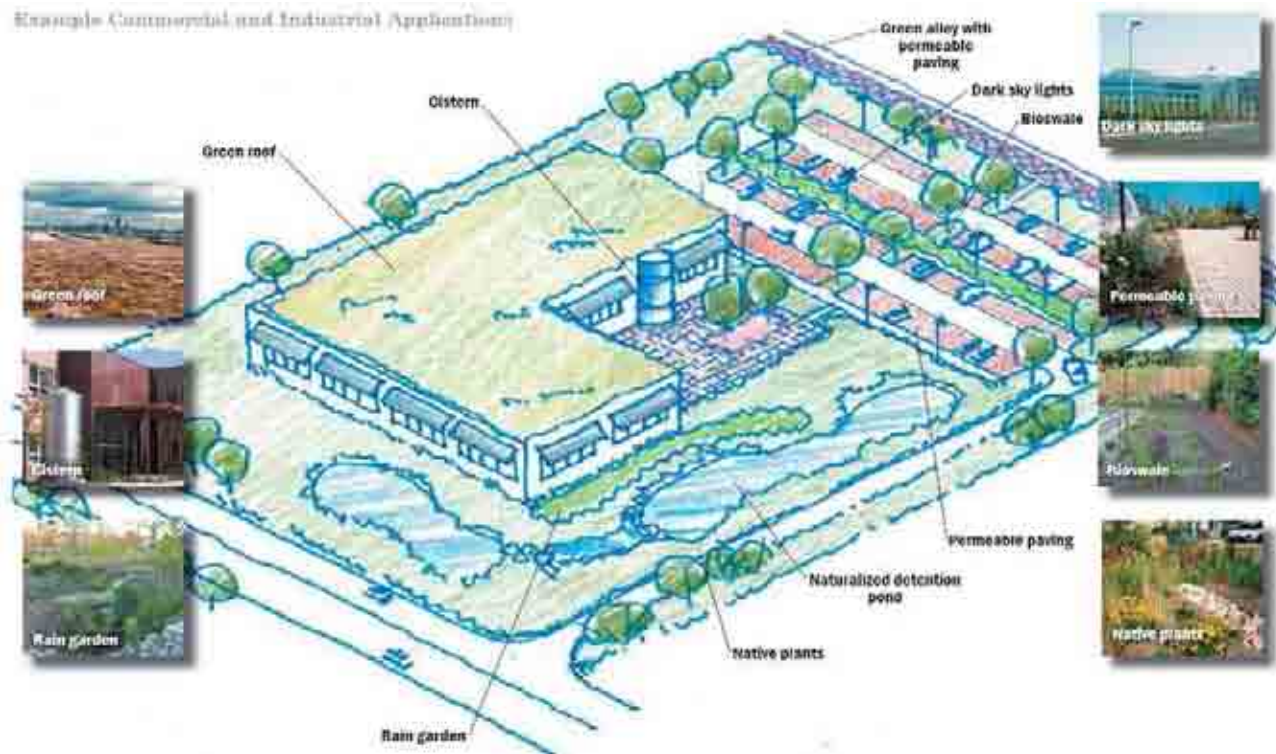 Example Commercial and Industrial Applications
Green alley with
permeable
paving
Dark sky lights
Bioswale
Cistern
Green roof
Permeable paving
Naturalized detention
pond
Native plants
Rain garden
Green roof
Cistern
Rain garden
Dark sky lights
Permeable paving
Bioswale
Native plants